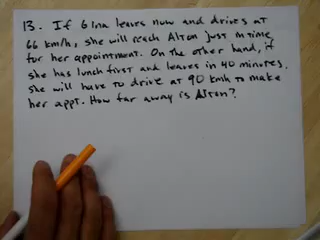 13. If Gina leaves now and drives at
66 km/h, she will reach Alton just in time
for her appointment. On the other hand, if
she has lunch first and leaves in 40 minutes,
she will have to drive at 90 kmh to make
her appt. How far away is Alton?